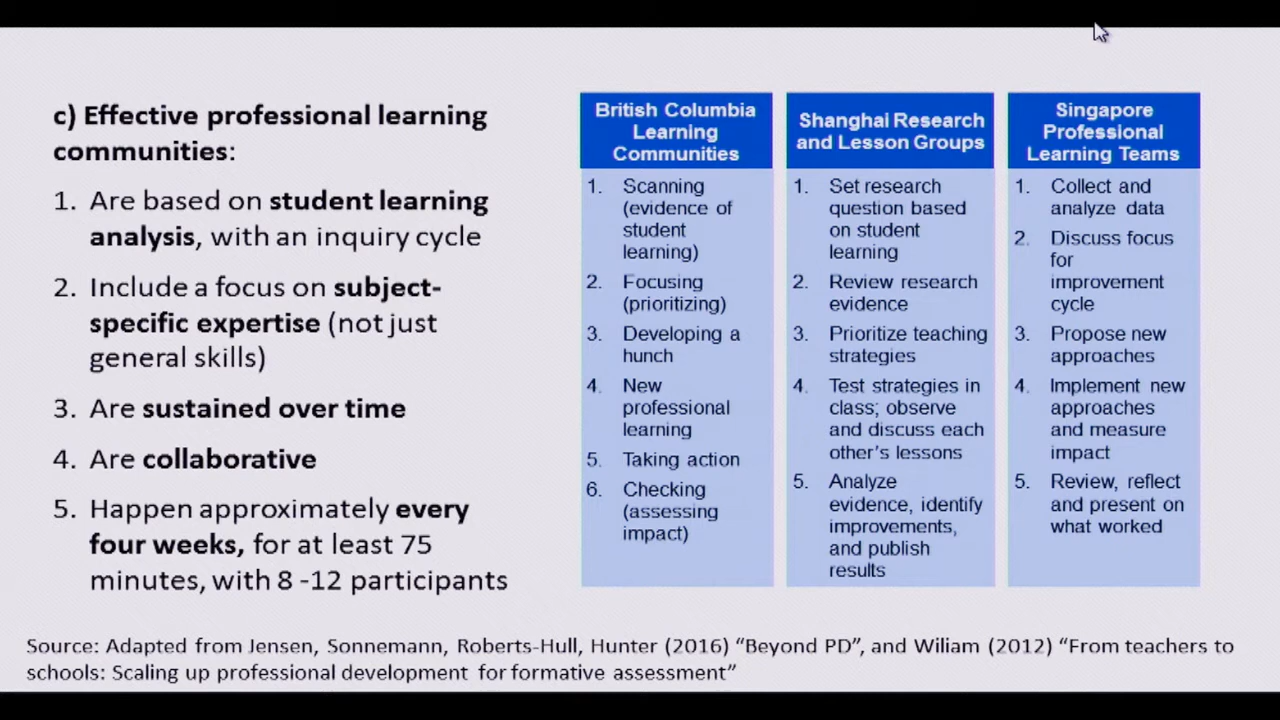 c) Effective professional learning
communities:
1. Are based on student learning
analysis, with an inquiry cycle
2. Include a focus on subject-
specific expertise (not just
general skills)
3. Are sustained over time
4. Are collaborative
5. Happen approximately every
four weeks, for at least 75
minutes, with 8 -12 participants
British Columbia
Learning
Communities
1. Scanning
(evidence of
student
learning)
2. Focusing
(prioritizing)
3. Developing a
hunch
4. New
professional
learning
5. Taking action
6. Checking
(assessing
impact)
Shanghai Research
and Lesson Groups
1. Set research
question based
on student
learning
2. Review research
evidence
3. Prioritize teaching
strategies
4. Test strategies in
class; observe
and discuss each
other's lessons
5. Analyze
evidence, identify
improvements,
and publish
results
Singapore
Professional
Learning Teams
1. Collect and
analyze data
2. Discuss focus
for
improvement
cycle
3. Propose new
approaches
4. Implement new
approaches
and measure
impact
5. Review, reflect
and present on
what worked
Source: Adapted from Jensen, Sonnemann, Roberts-Hull, Hunter (2016) “Beyond PD”, and Wiliam (2012) “From teachers to
schools: Scaling up professional development for formative assessment”